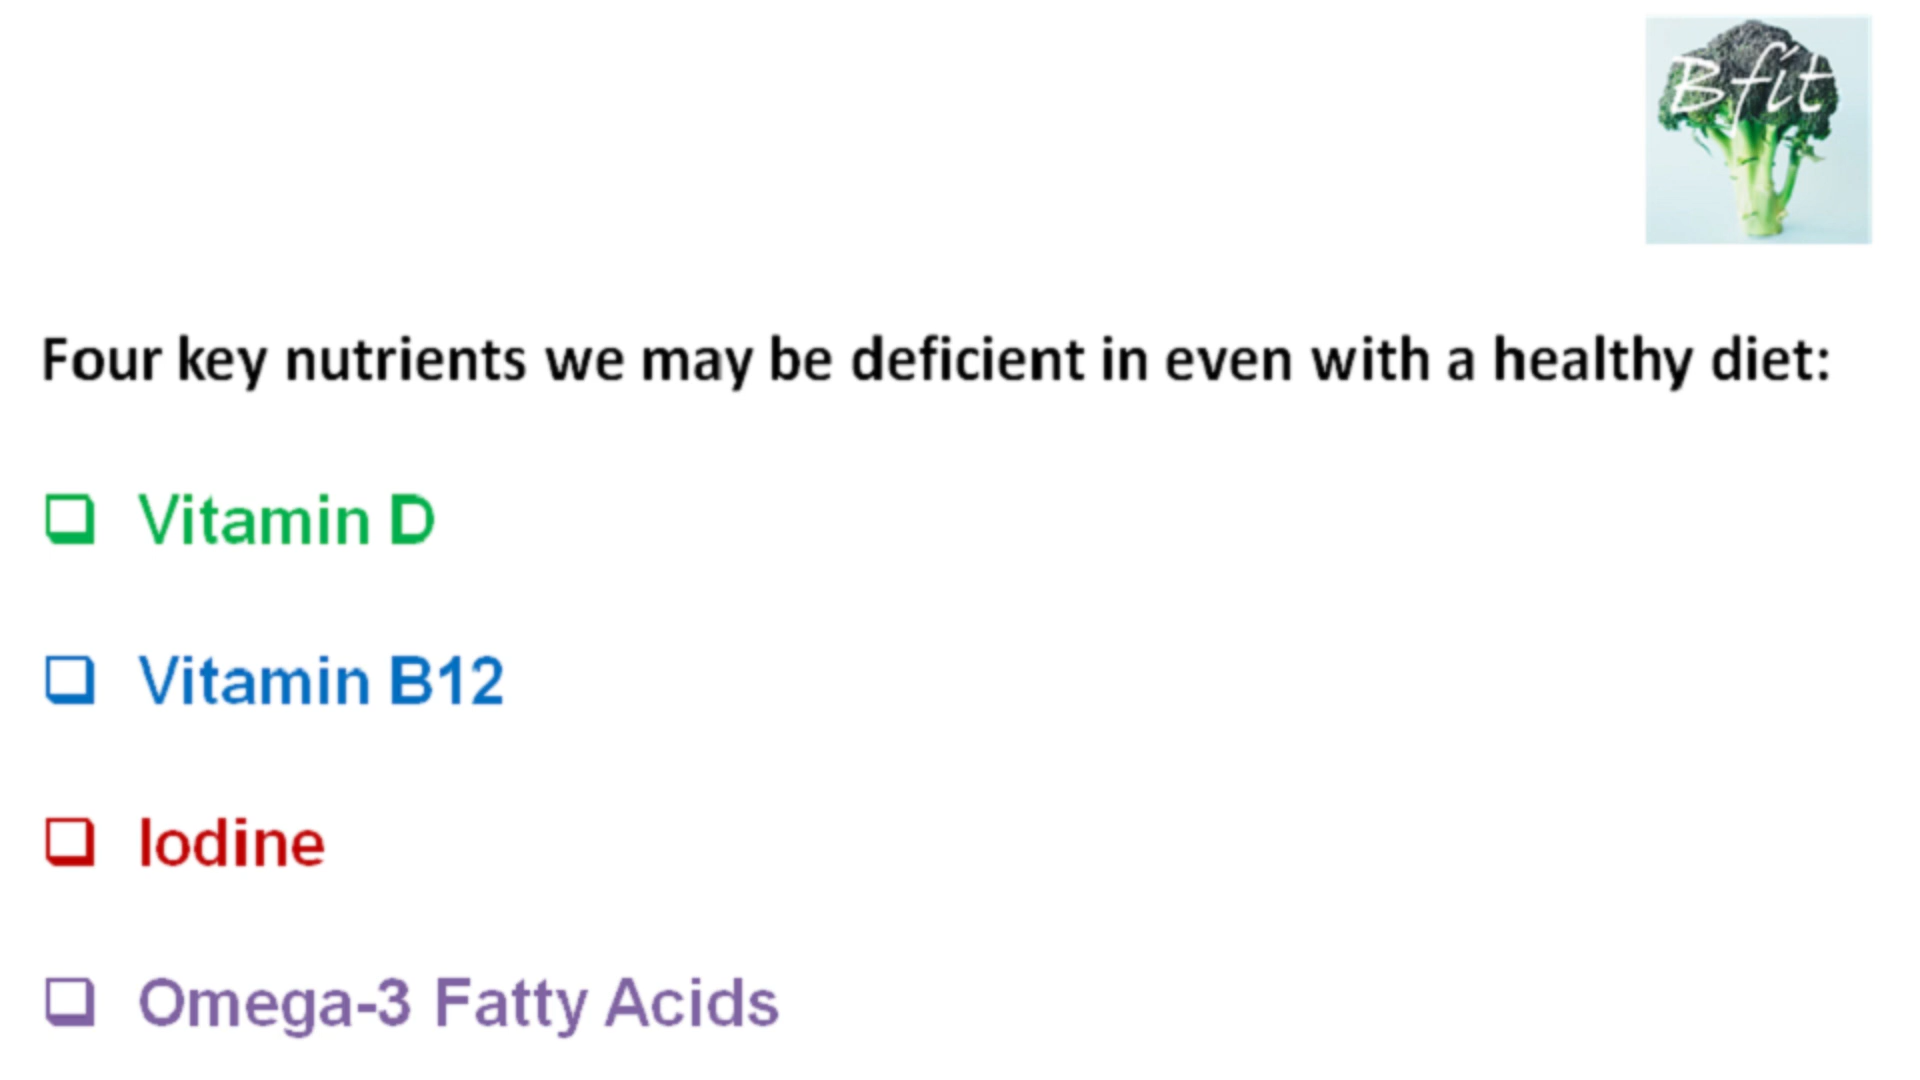 Bfit
Four key nutrients we may be deficient in even with a healthy diet:
Vitamin D
Vitamin B12
Iodine
Omega-3 Fatty Acids